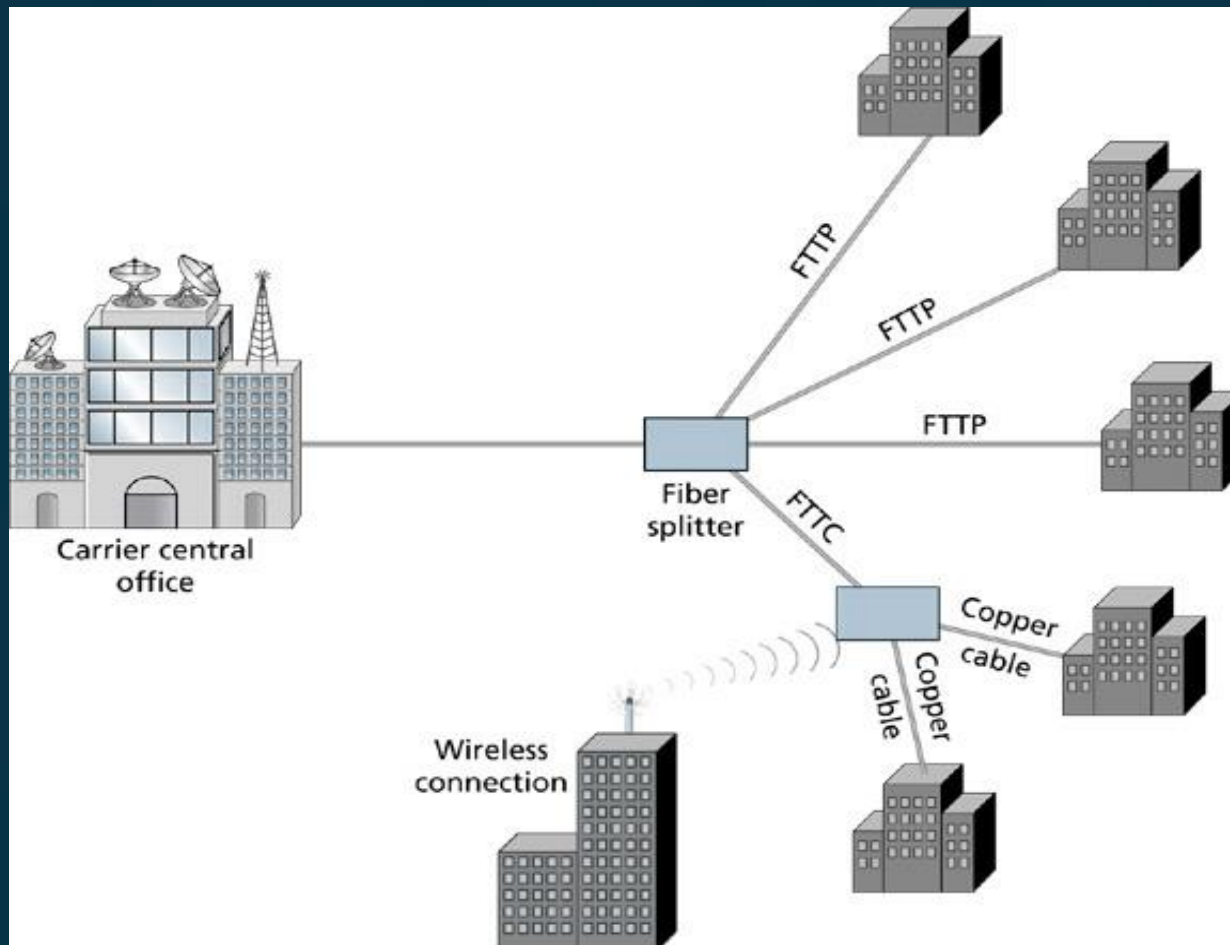 FTTP
FTTP
FTTP
Fiber
splitter
FTTC
Carrier central
office
Copper
cable
Copper
cable
Wireless
connection